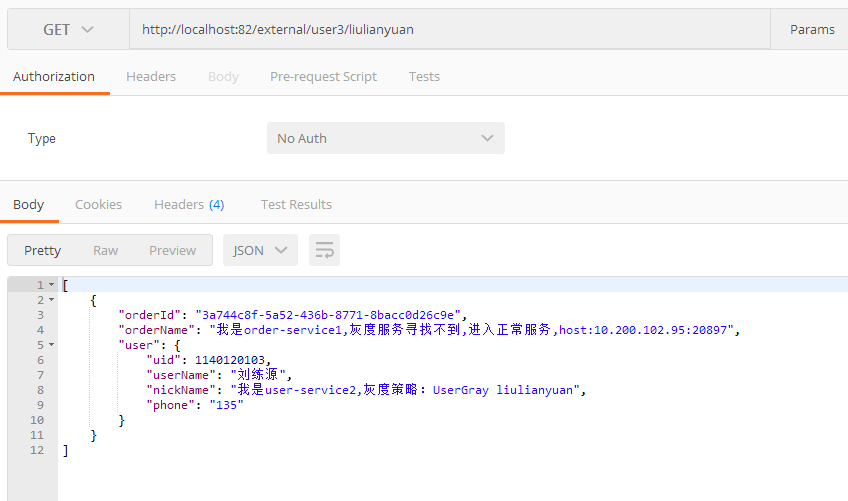 GET http://localhost:82/external/user3/liulianyuan Params
Authorization Headers Body Pre-request Script Tests
Type No Auth
Body Cookies Headers (4) Test Results
Pretty Raw Preview JSON
1 [
2 {
3 "orderId": "3a744c8f-5a52-436b-8771-8bacc0d26c9e",
4 "orderName": "我是order-service1,灰度服务寻找不到,进入正常服务,host:10.200.102.95:20897",
5 "user": {
6 "uid": 1140120103,
7 "userName": "刘练源",
8 "nickName": "我是user-service2,灰度策略：UserGray liulianyuan",
9 "phone": "135"
10 }
11 }
12 ]